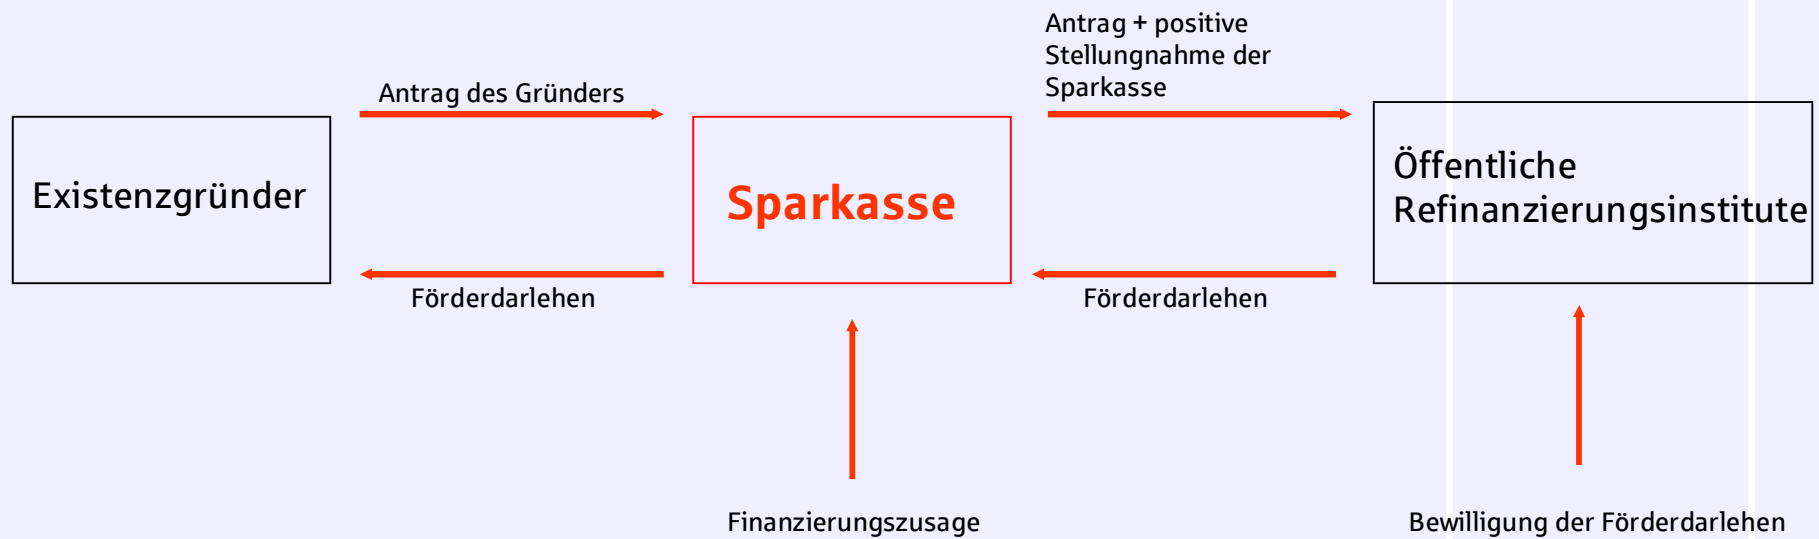 Antrag + positive
Stellungnahme der
Sparkasse
Antrag des Gründers
Existenzgründer
Sparkasse
Öffentliche
Refinanzierungsinstitute
Förderdarlehen
Förderdarlehen
Finanzierungszusage
Bewilligung der Förderdarlehen